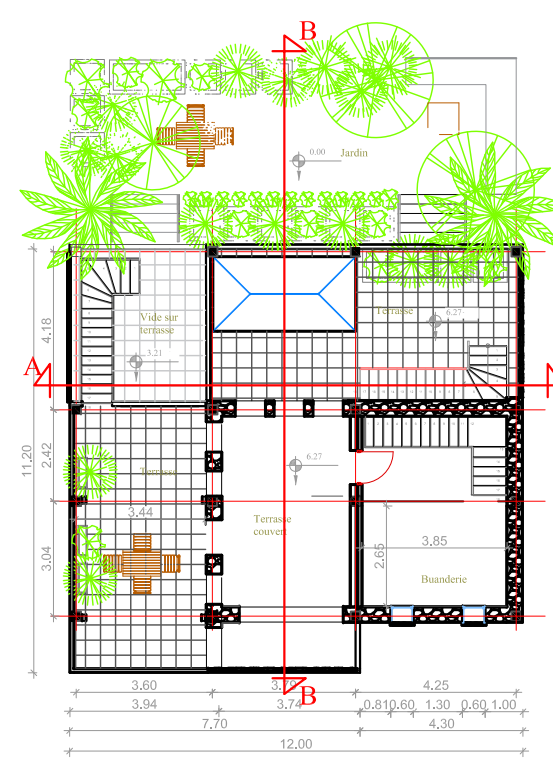 B
0.00
Jardin
Vide sur
terrasse
3.21
Terrasse
6.27
4.18
A
11.20
2.42
3.04
Terrasse
3.44
6.27
Terrasse
couvert
2.65
3.85
Buanderie
B
3.60
3.79
4.25
3.94
3.74
0.81
0.60
1.30
0.60
1.00
7.70
4.30
12.00